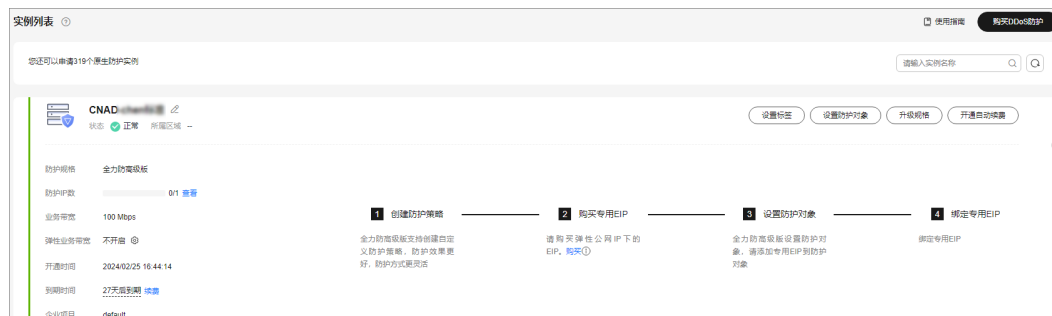 实例列表
使用指南
购买DDoS防护
您还可以申请319个原生防护实例
请输入实例名称
CNAD
状态 正常 所属区域 --
设置标签
设置防护对象
升级规格
开通自动续费
防护规格 全力防高级版
防护IP数 0/1 查看
业务带宽 100 Mbps
弹性业务带宽 不开启
开通时间 2024/02/25 16:44:14
到期时间 27天后到期 续费
企业项目 default
1 创建防护策略
全力防高级版支持创建自定
义防护策略，防护效果更
好，防护方式更灵活
2 购买专用EIP
请购买弹性公网IP下的
EIP。购买
3 设置防护对象
全力防高级版设置防护对
象，请添加专用EIP到防护
对象
4 绑定专用EIP
绑定专用EIP